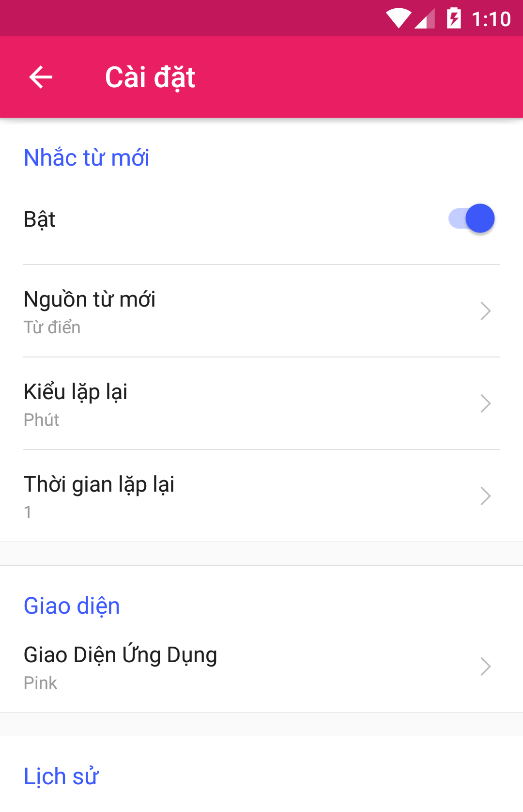 1:10
Cài đặt
Nhắc từ mới
Bật
Nguồn từ mới
Từ điển
Kiểu lặp lại
Phút
Thời gian lặp lại
1
Giao diện
Giao Diện Ứng Dụng
Pink
Lịch sử